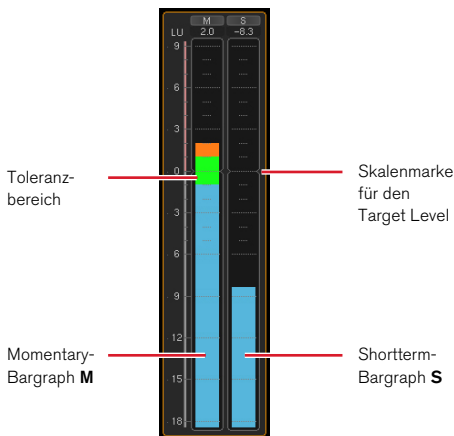 M S
LU 2.0 -8.3
9
6
3
0
3
6
9
12
15
18
Toleranz-
bereich
Skalenmarke
für den
Target Level
Momentary-
Bargraph M
Shortterm-
Bargraph S